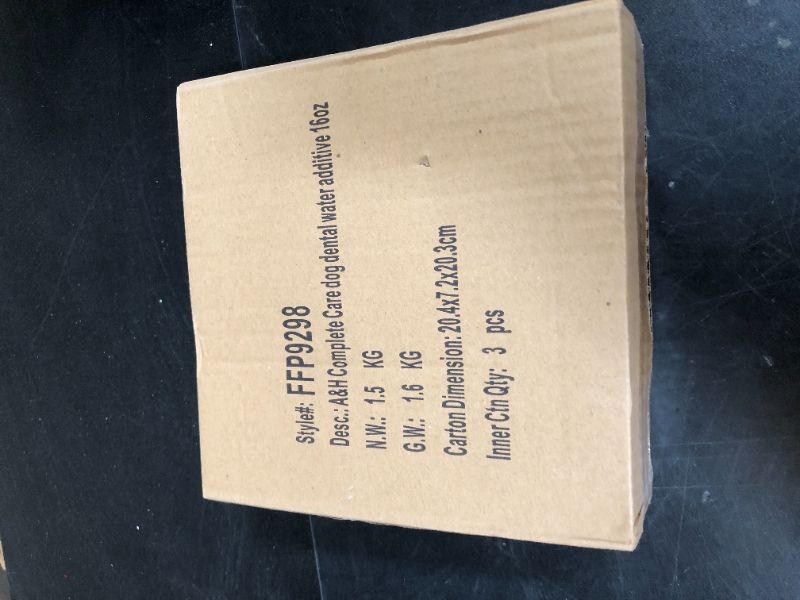 Style#: FFP9298
Desc.: A&H Complete Care dog dental water additive 16oz
N.W.: 1.5 KG
G.W.: 1.6 KG
Carton Dimension: 20.4x7.2x20.3cm
Inner Ctn Qty: 3 pcs